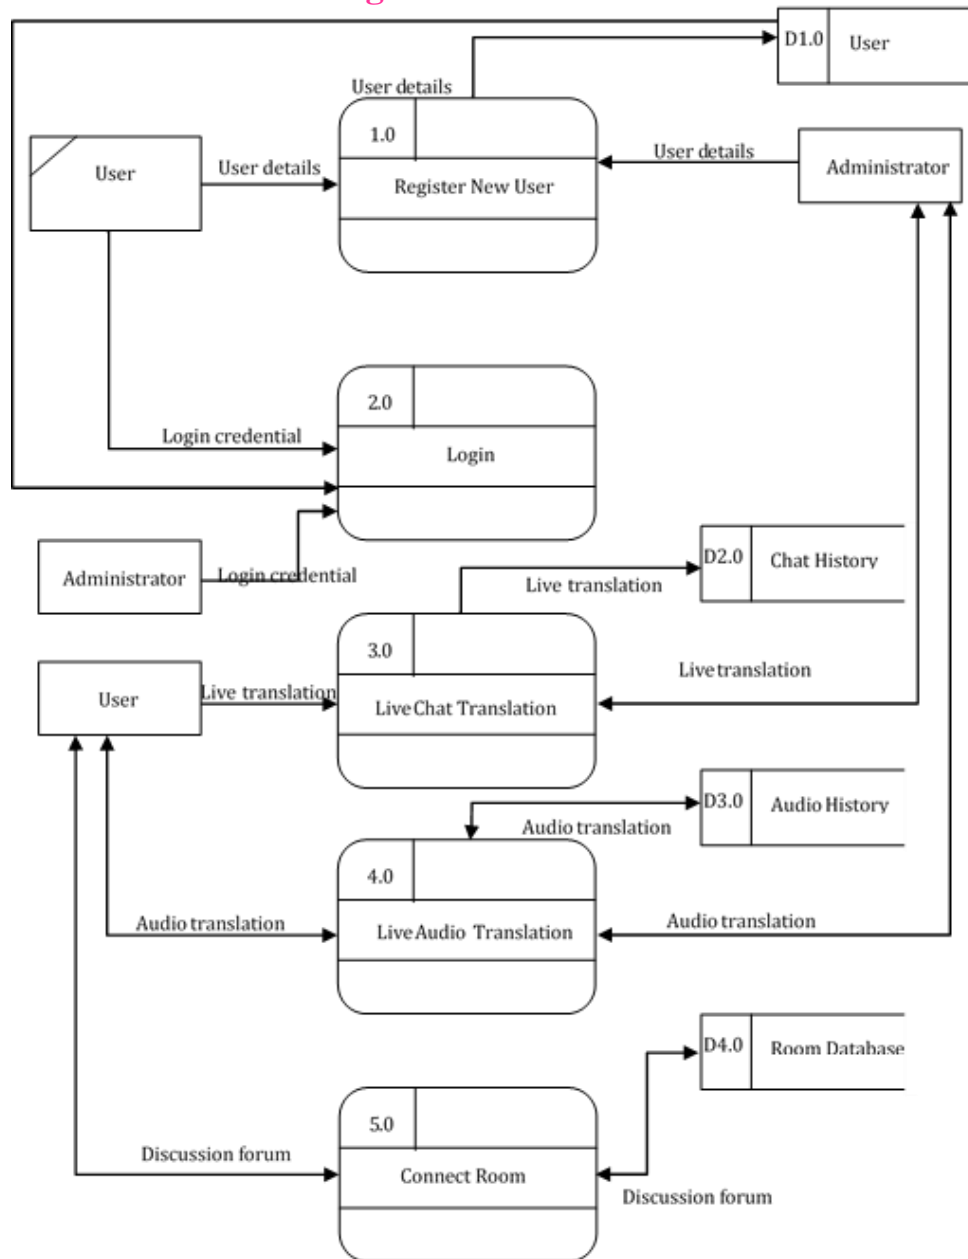 D1.0 User
User details
1.0
User
User details
Register New User
User details
Administrator
2.0
Login credential
Login
Administrator
Login credential
D2.0 Chat History
Live translation
3.0
User
Live translation
Live Chat Translation
Live translation
D3.0 Audio History
Audio translation
4.0
Audio translation
Live Audio Translation
Audio translation
D4.0 Room Database
5.0
Discussion forum
Connect Room
Discussion forum